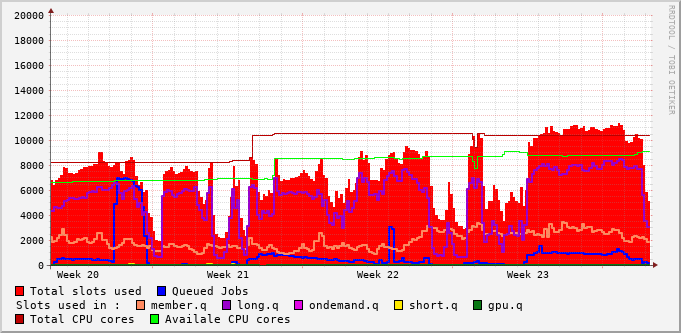 RRDTOOL / TOBI OETIKER
20000
18000
16000
14000
12000
10000
8000
6000
4000
2000
0
Week 20 Week 21 Week 22 Week 23
Total slots used Queued Jobs
Slots used in : member.q long.q ondemand.q short.q gpu.q
Total CPU cores Availale CPU cores